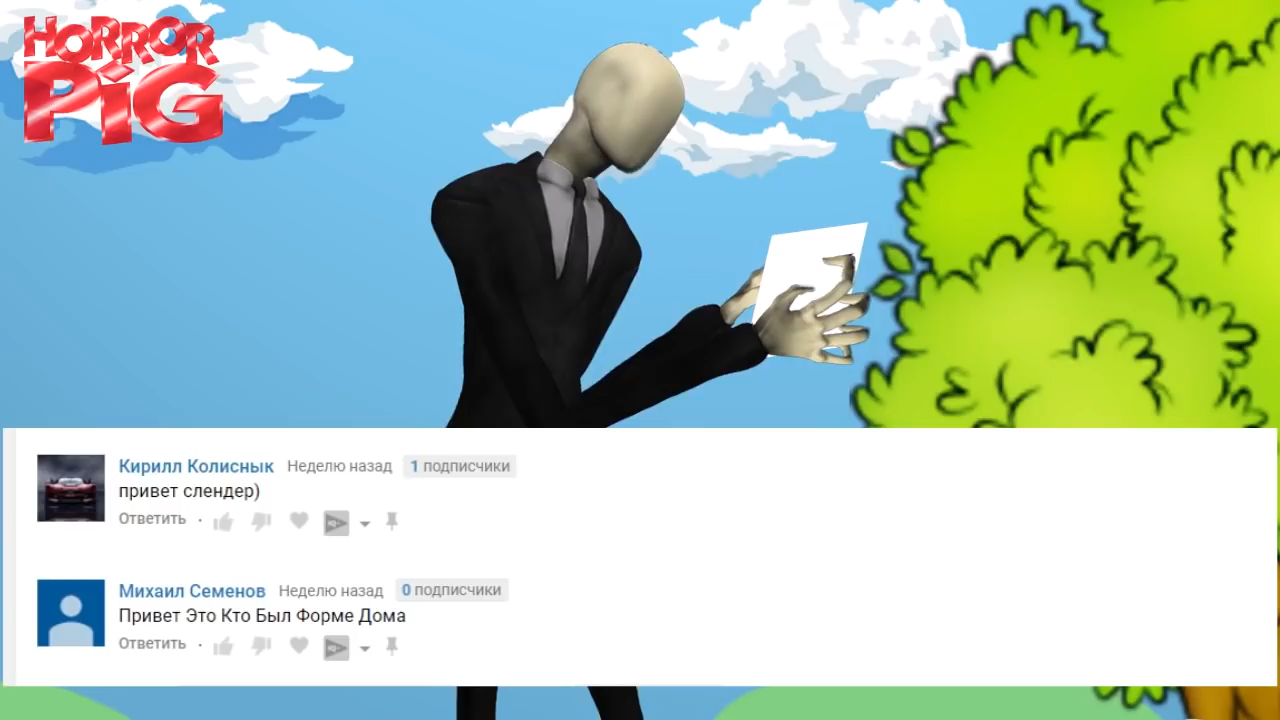 HORROR
PiG
Кирилл Колиснык Неделю назад 1 подписчики
привет слендер)
Ответить ·
Михаил Семенов Неделю назад 0 подписчики
Привет Это Кто Был Форме Дома
Ответить ·